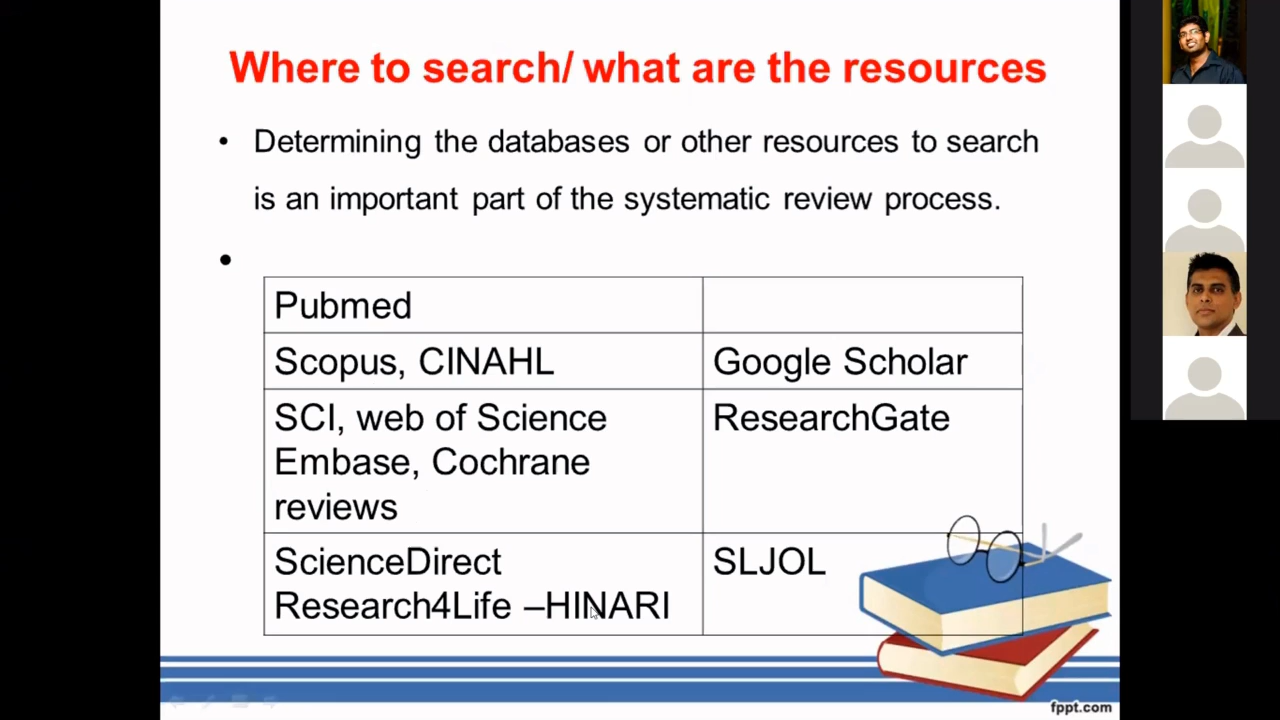 Where to search/ what are the resources
• Determining the databases or other resources to search
is an important part of the systematic review process.
•
Pubmed
Scopus, CINAHL
Google Scholar
SCI, web of Science
Embase, Cochrane
reviews
ResearchGate
ScienceDirect
Research4Life –HINARI
SLJOL
fppt.com